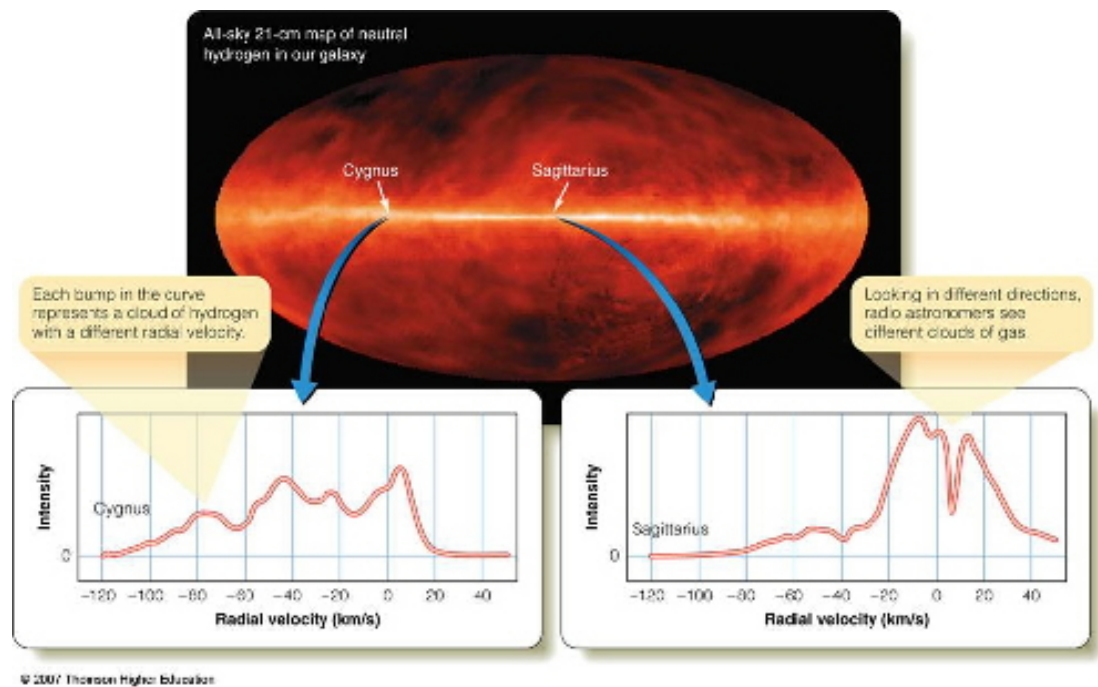 All-sky 21-cm map of neutral
hydrogen in our galaxy
Cygnus
Sagittarius
Each bump in the curve
represents a cloud of hydrogen
with a different radial velocity.
Looking in different directions,
radio astronomers see
different clouds of gas
Intensity
Cygnus
0
−120 −100 −80 −60 −40 −20 0 20 40
Radial velocity (km/s)
Intensity
Sagittarius
0
−120 −100 −80 −60 −40 −20 0 20 40
Radial velocity (km/s)
© 2007 Thomson Higher Education